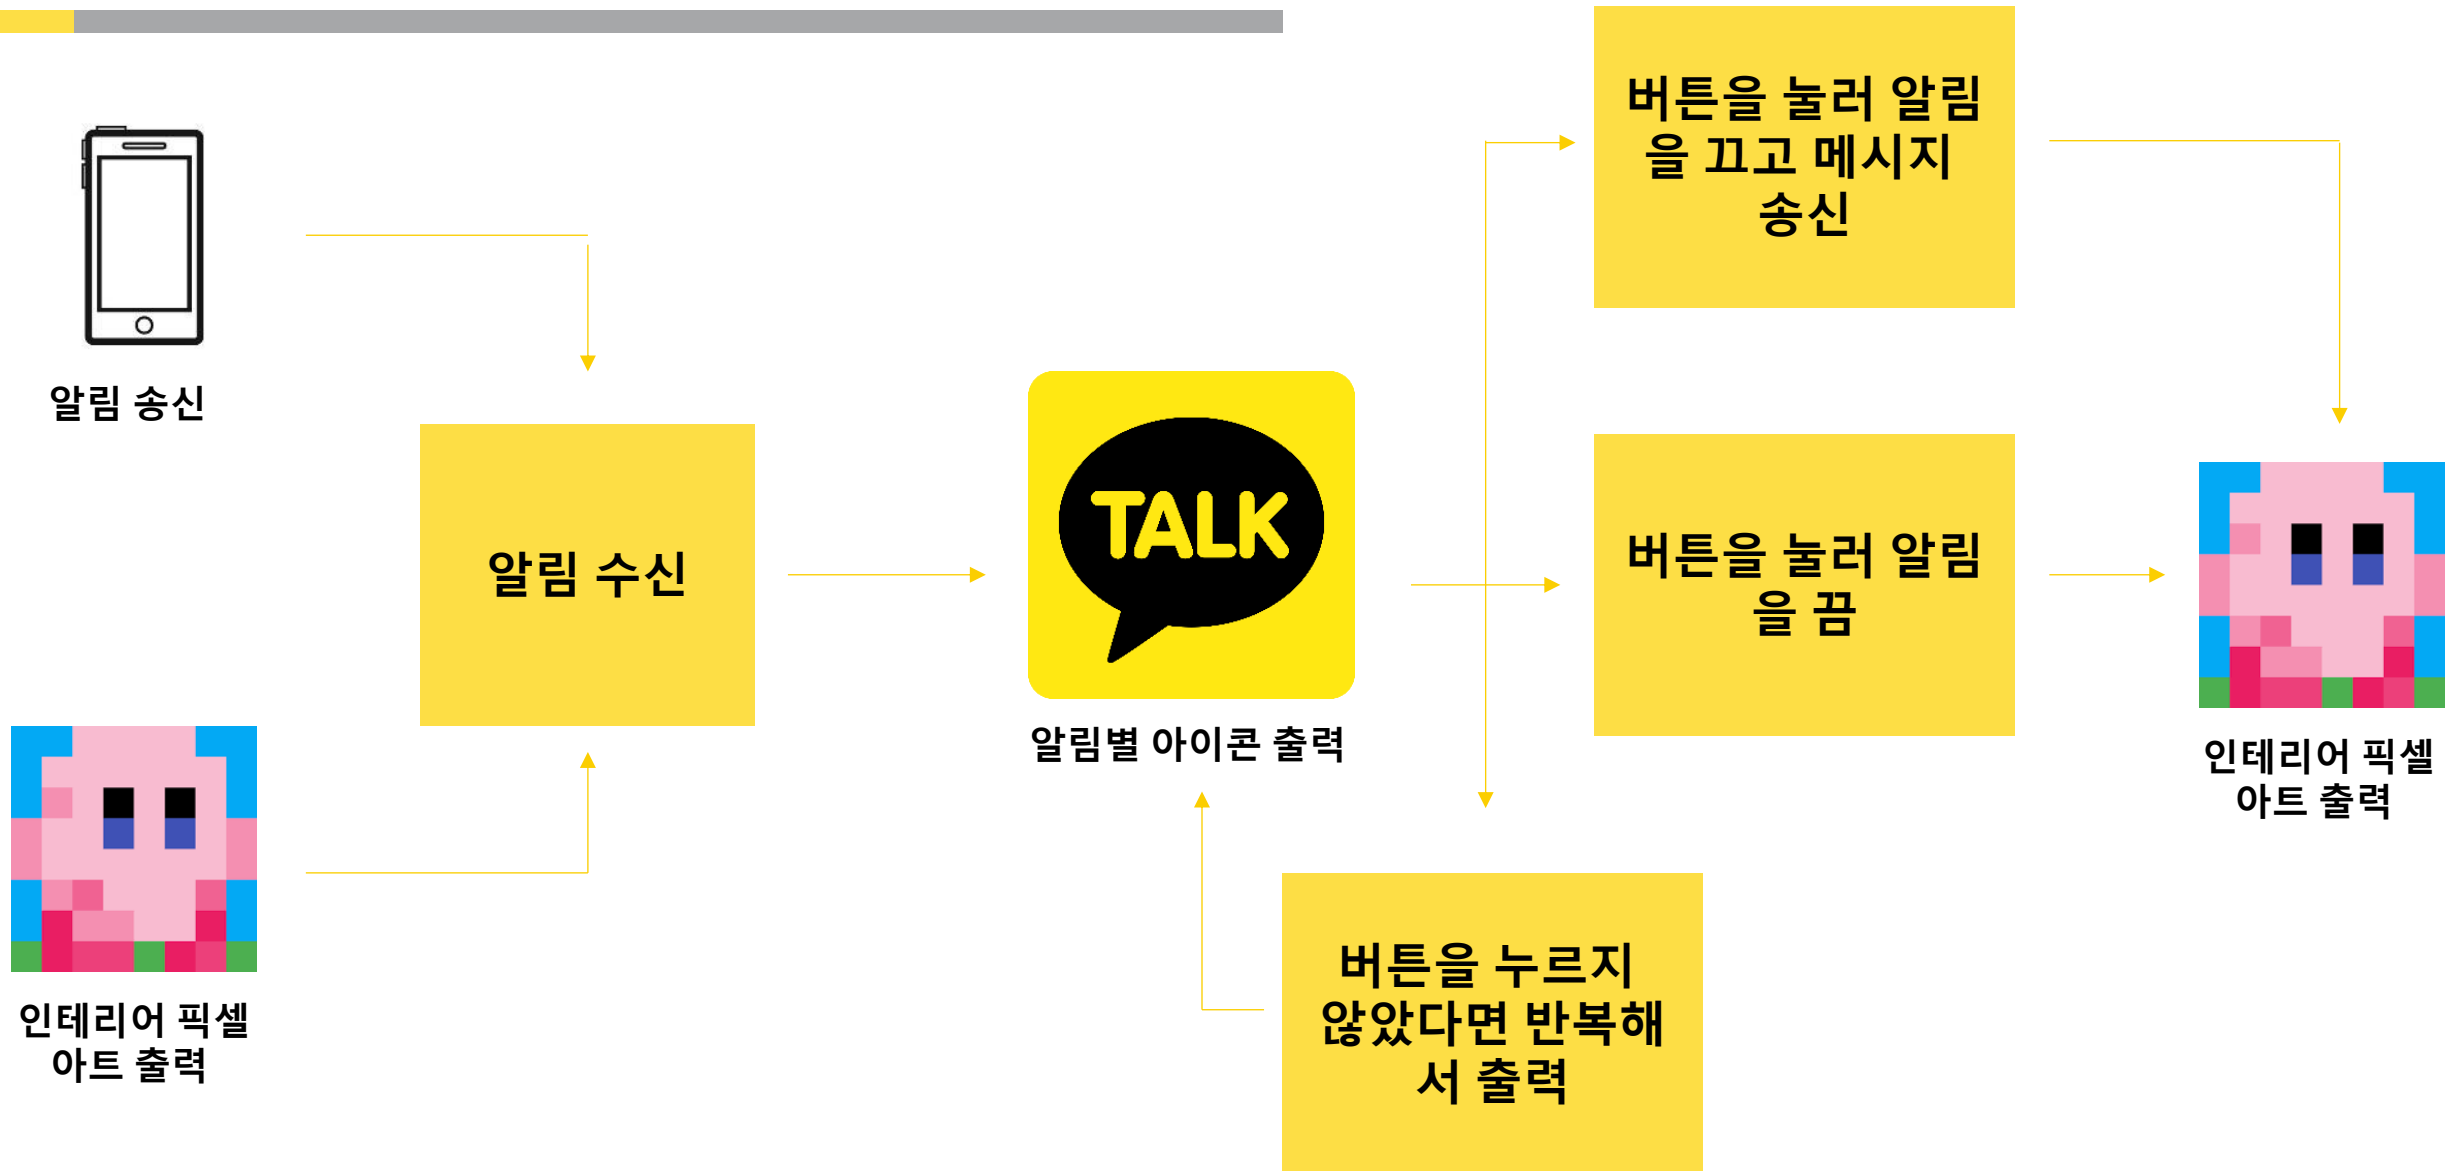 알림 송신
인테리어 픽셀
아트 출력
알림 수신
TALK
알림별 아이콘 출력
버튼을 눌러 알림
을 끄고 메시지
송신
버튼을 눌러 알림
을 끔
버튼을 누르지
않았다면 반복해
서 출력
인테리어 픽셀
아트 출력